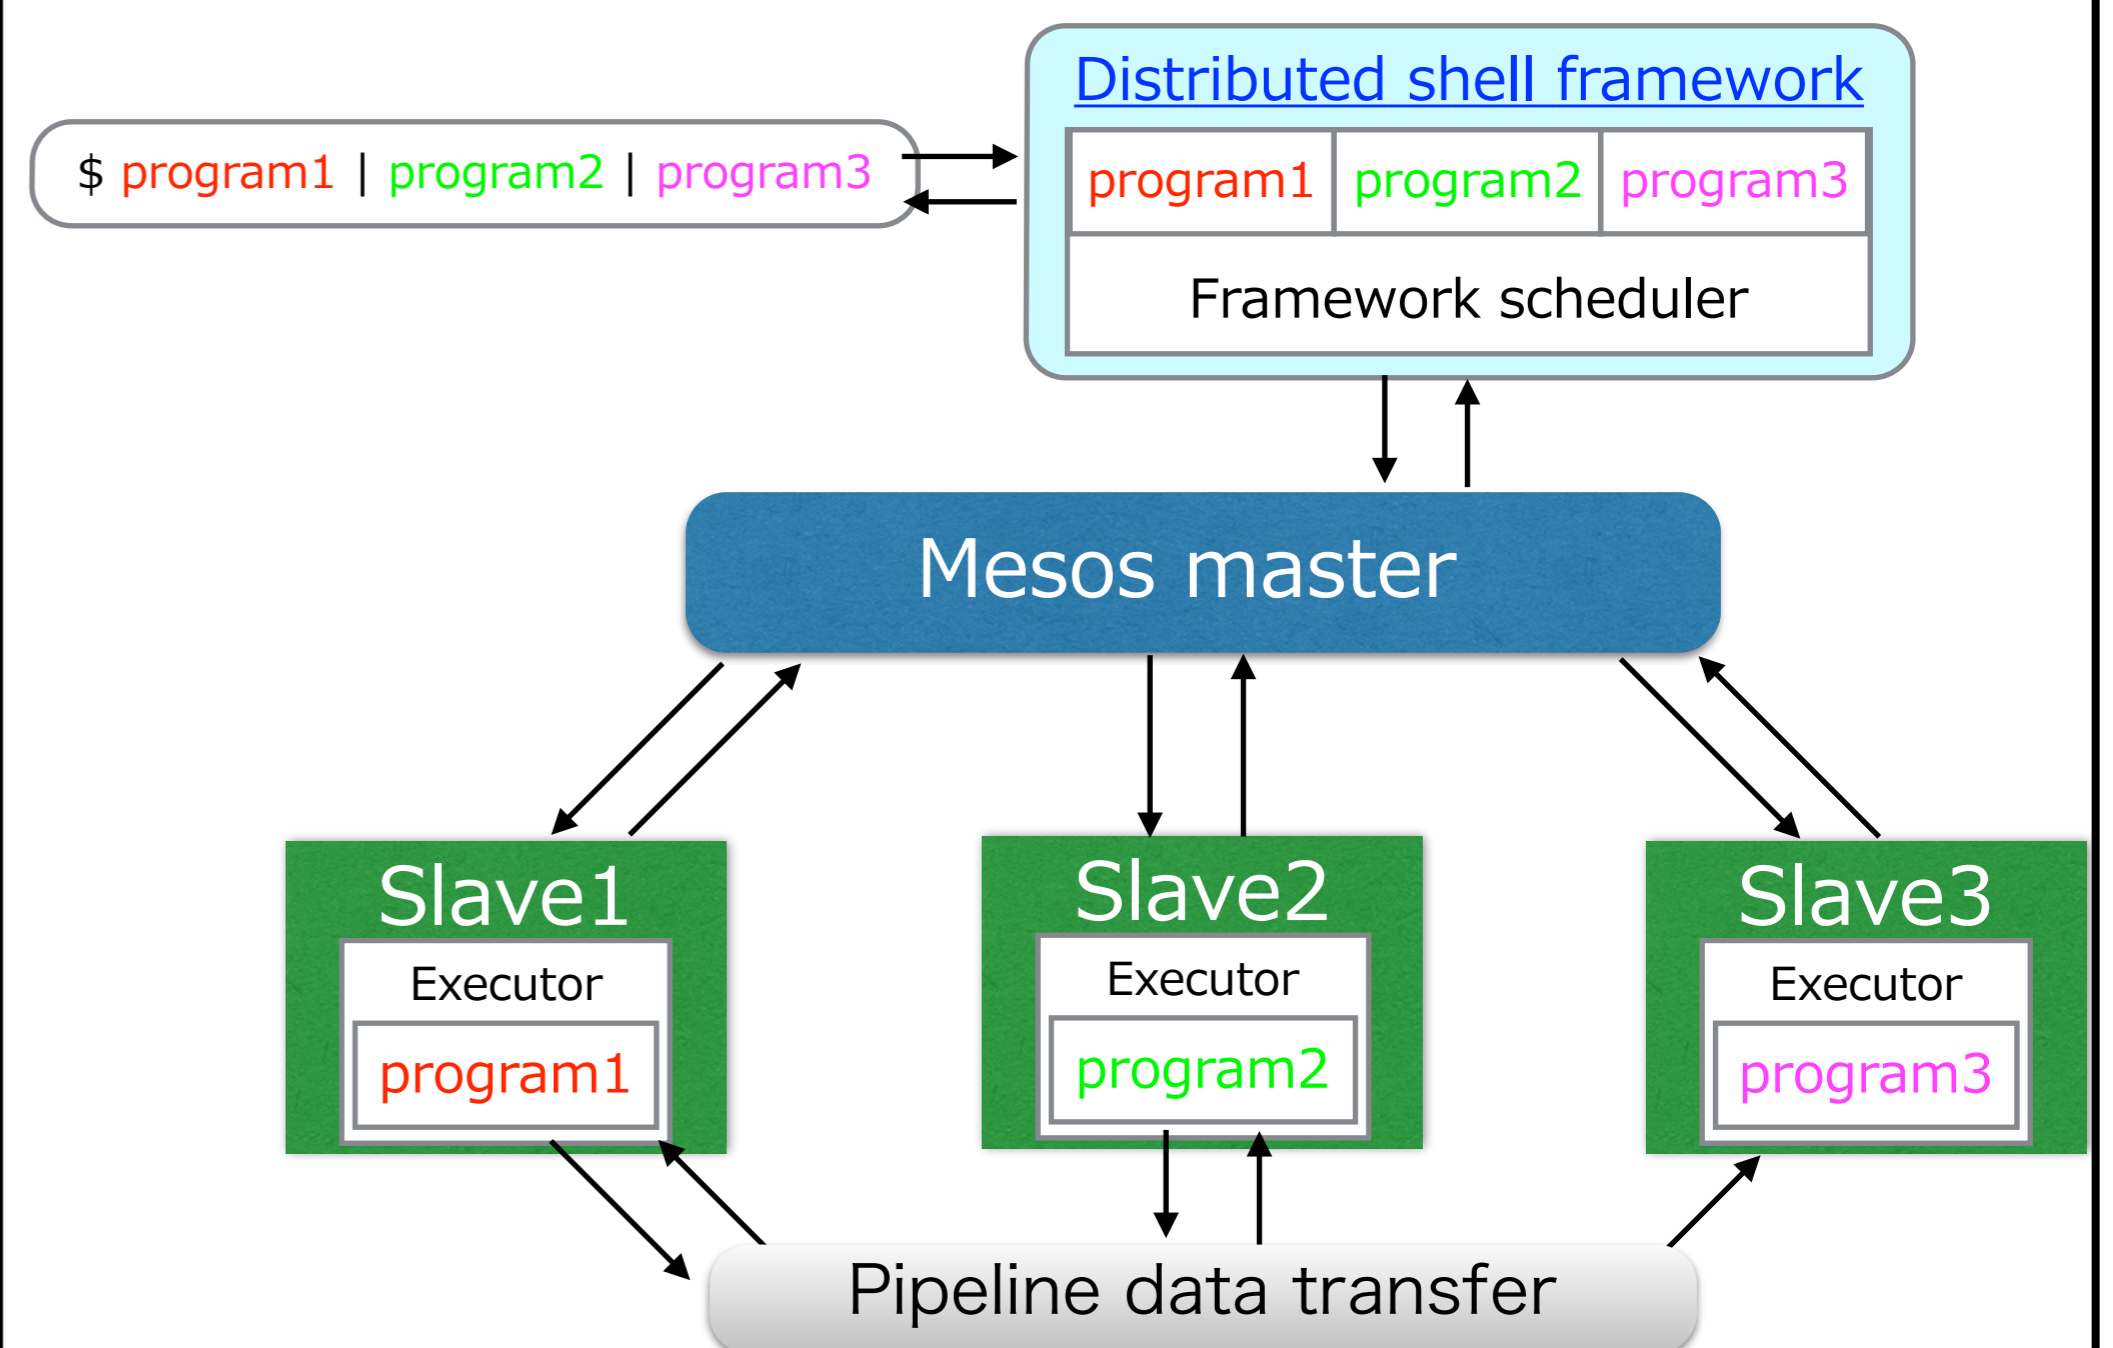 Distributed shell framework
$ program1 | program2 | program3
program1 program2 program3
Framework scheduler
Mesos master
Slave1
Executor
program1
Slave2
Executor
program2
Slave3
Executor
program3
Pipeline data transfer